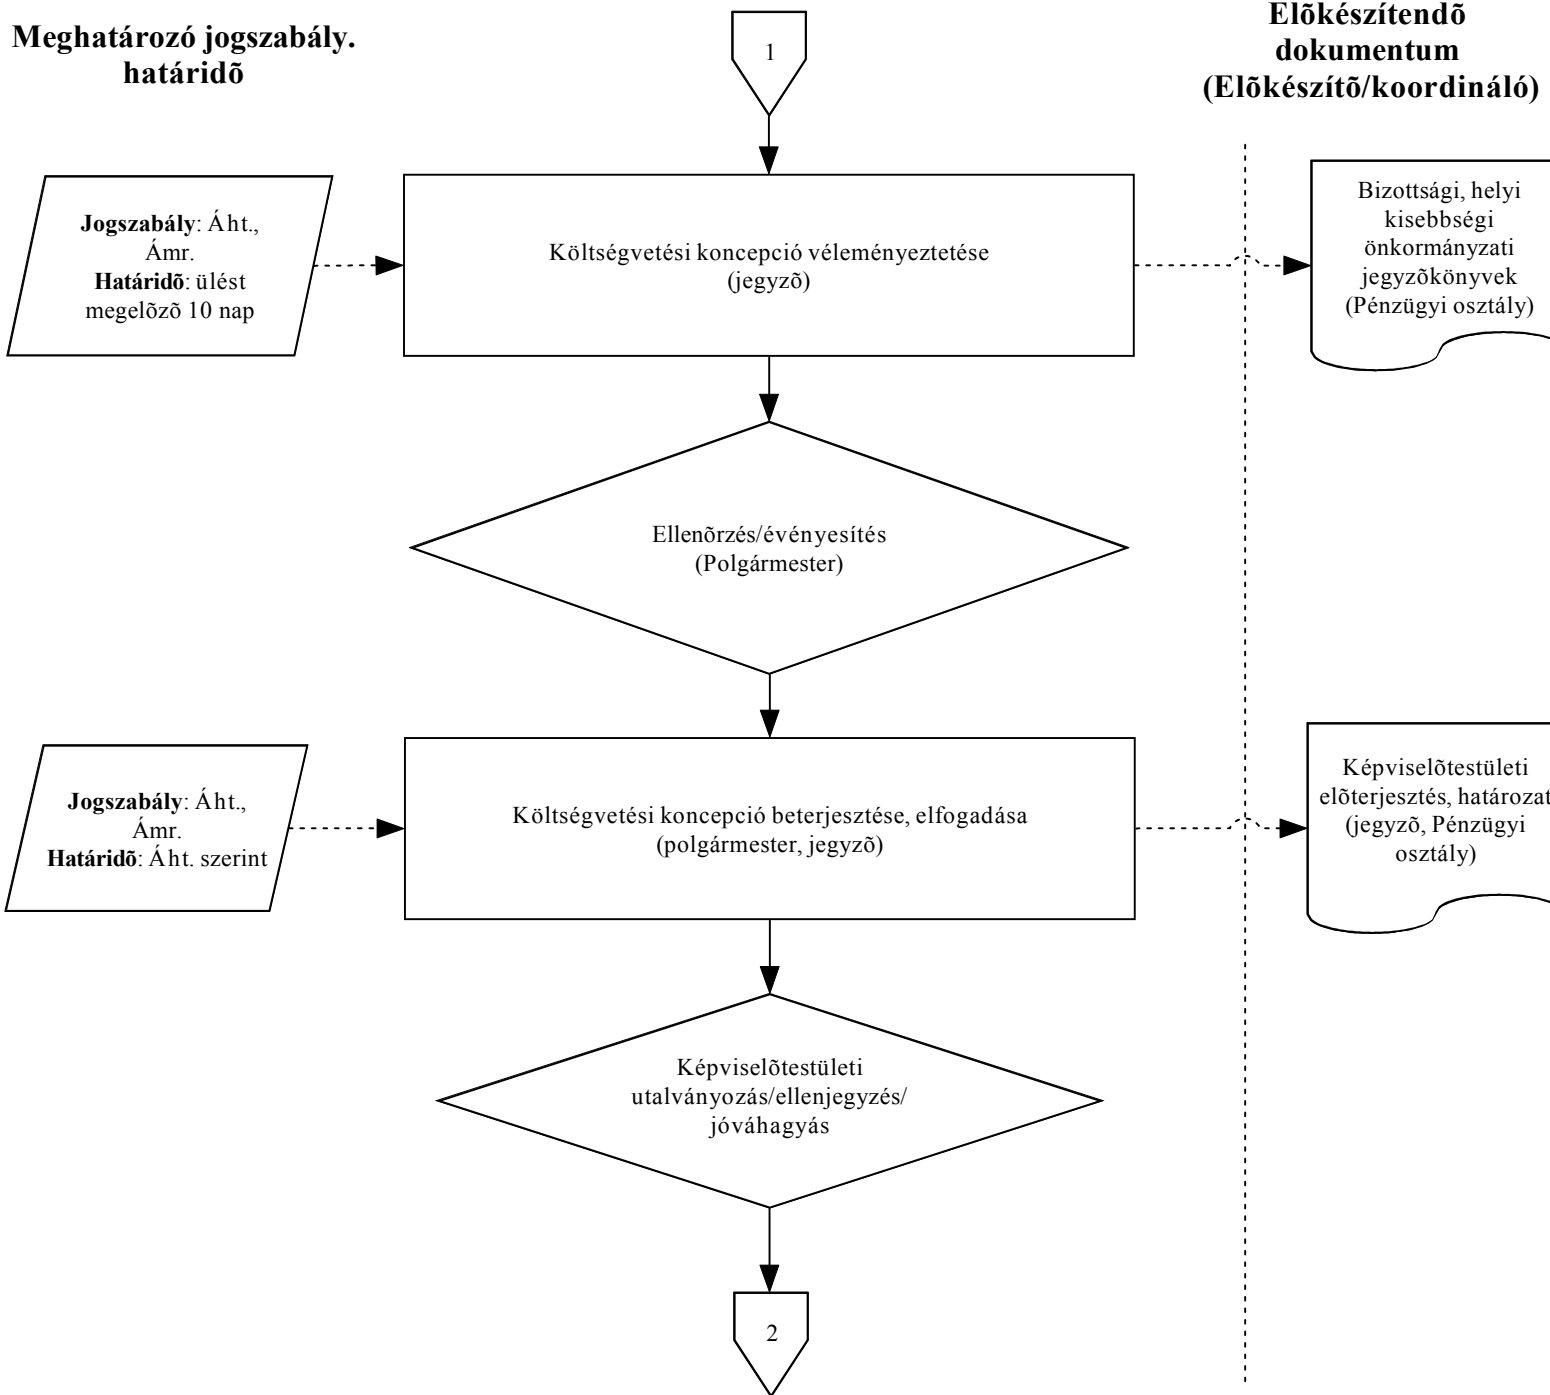 Meghatározó jogszabály.
határidõ
1
Elõkészítendõ
dokumentum
(Elõkészítõ/koordináló)
Jogszabály: Áht.,
Ámr.
Határidõ: ülést
megelõzõ 10 nap
Költségvetési koncepció véleményeztetése
(jegyzõ)
Bizottsági, helyi
kisebbségi
önkormányzati
jegyzõkönyvek
(Pénzügyi osztály)
Ellenõrzés/évényesítés
(Polgármester)
Jogszabály: Áht.,
Ámr.
Határidõ: Áht. szerint
Költségvetési koncepció beterjesztése, elfogadása
(polgármester, jegyzõ)
Képviselõtestületi
elõterjesztés, határozat
(jegyzõ, Pénzügyi
osztály)
Képviselõtestületi
utalványozás/ellenjegyzés/
jóváhagyás
2